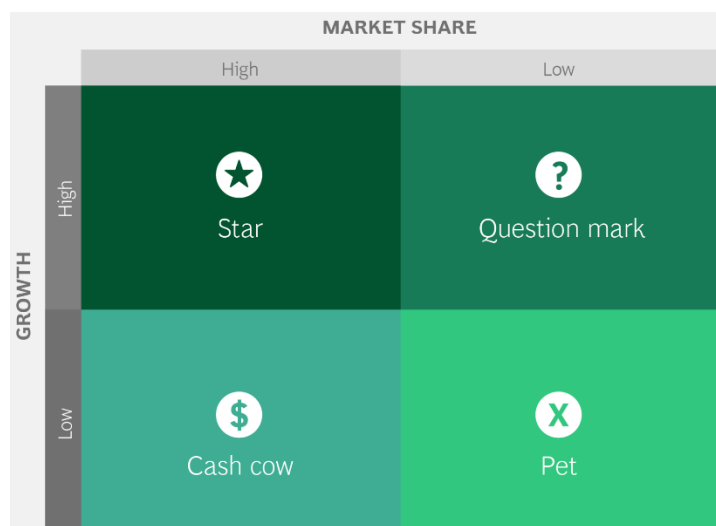 MARKET SHARE
High
Low
GROWTH
High
Star
?
Question mark
Low
$
Cash cow
X
Pet